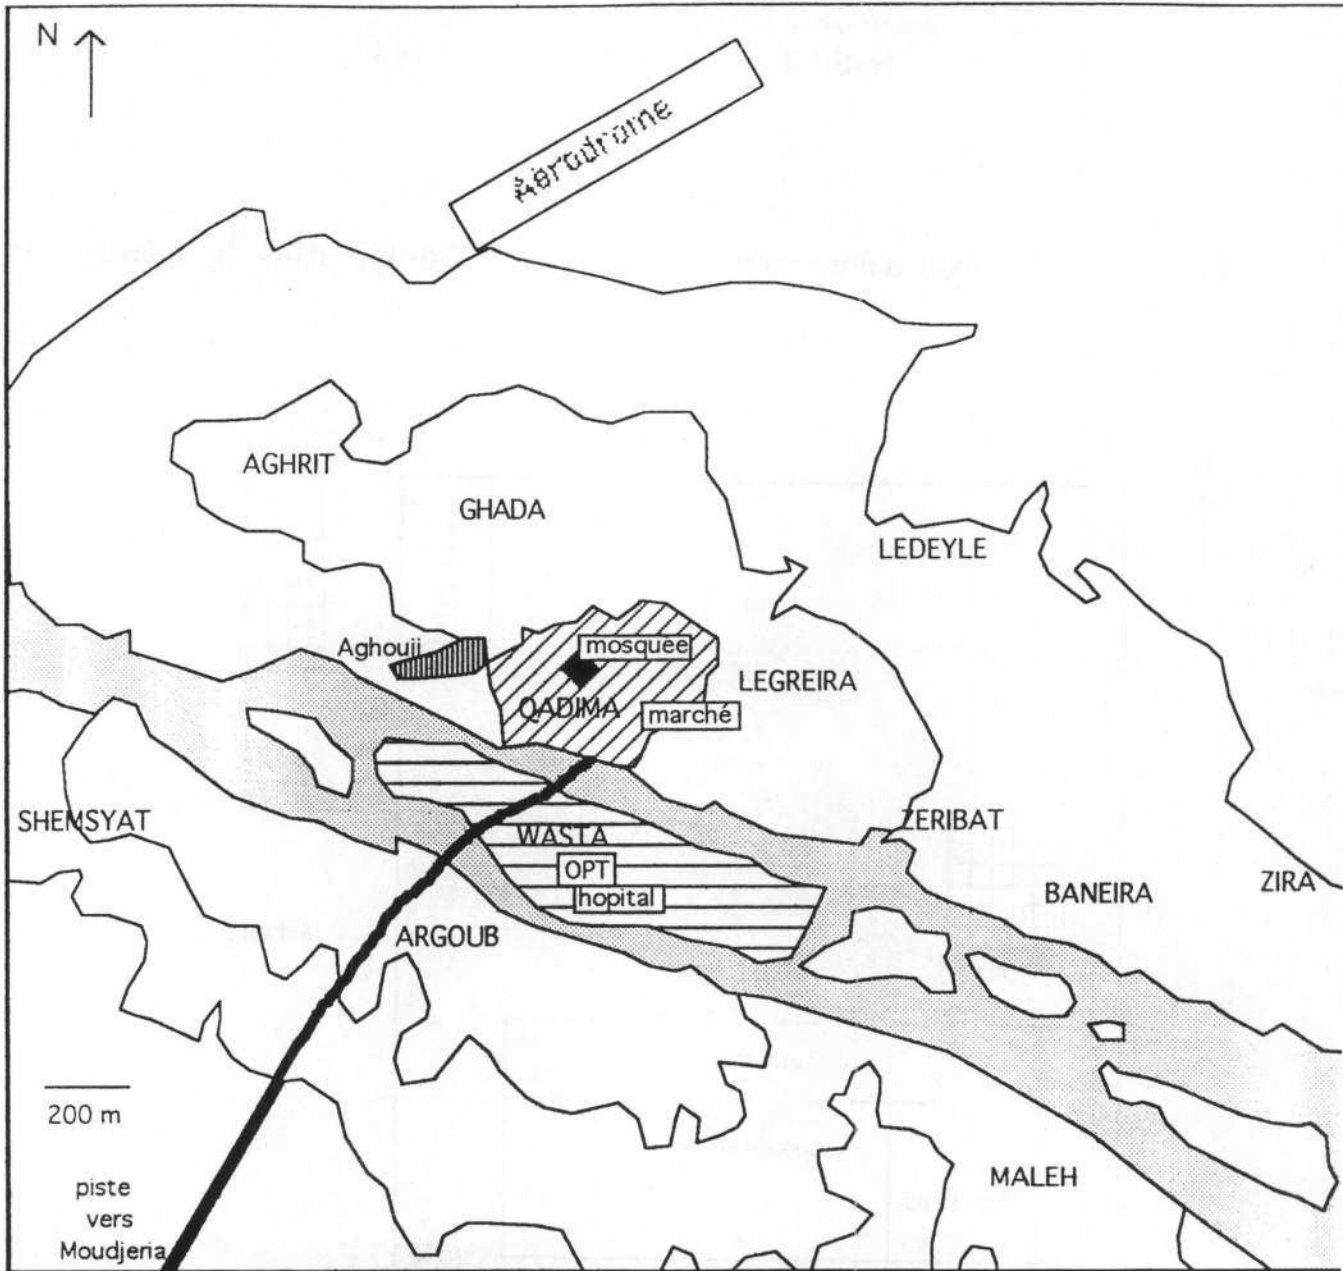 N
Aérodrome
AGHRIT
GHADA
LEDEYLE
Aghouji
mosquée
LEGREIRA
QADIMA
marché
SHEMSYAT
WASTA
ZERIBAT
OPT
hopital
BANEIRA
ZIRA
ARGOUB
200 m
MALEH
piste
vers
Moudjeria